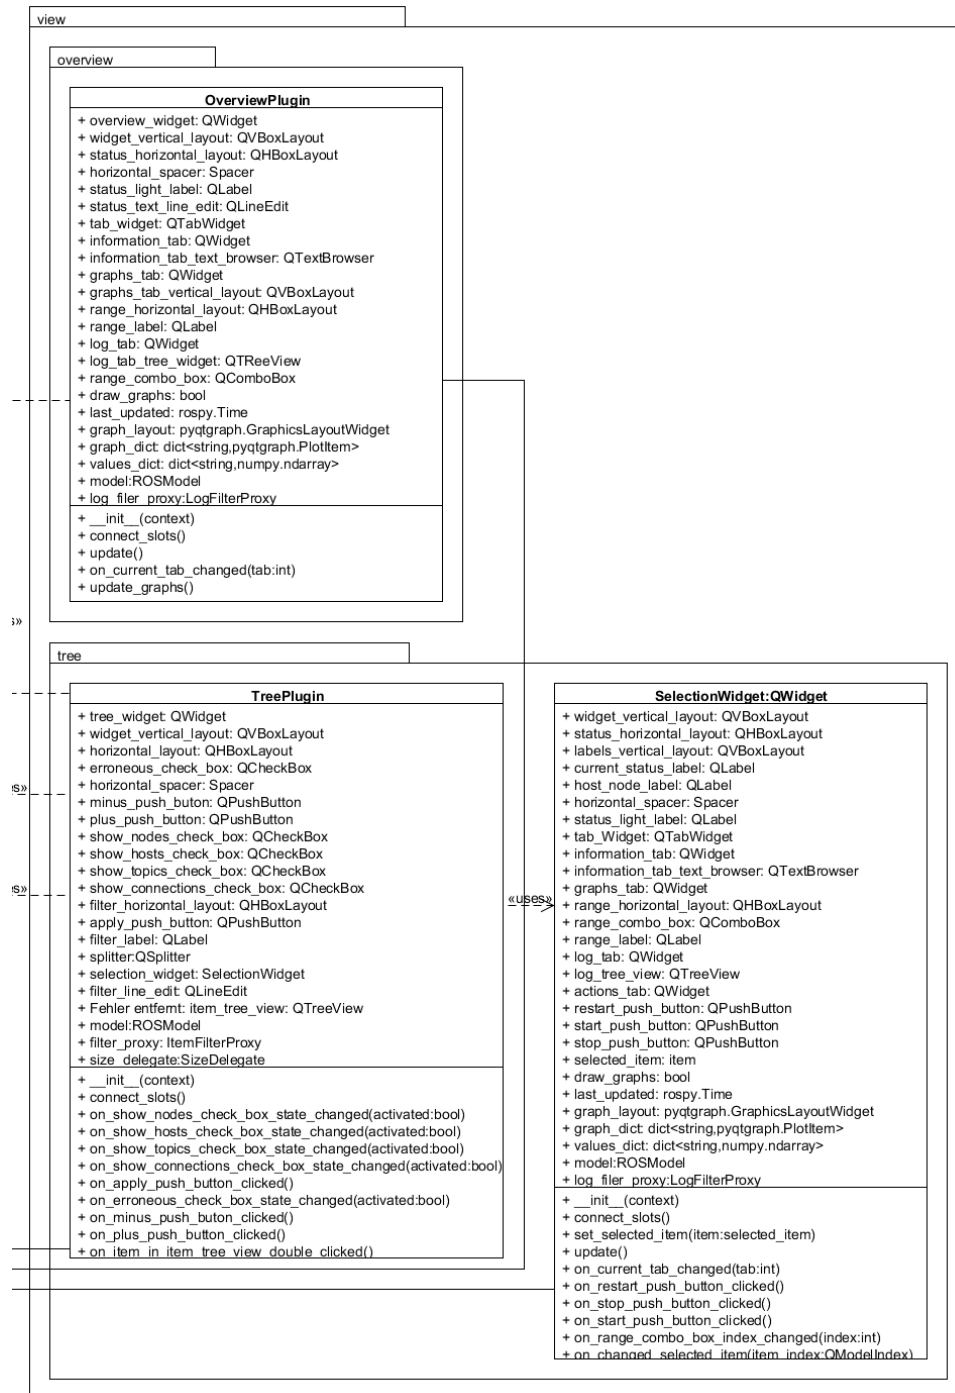 view
overview
OverviewPlugin
+ overview_widget: QWidget
+ widget_vertical_layout: QVBoxLayout
+ status_horizontal_layout: QHBoxLayout
+ horizontal_spacer: Spacer
+ status_light_label: QLabel
+ status_text_line_edit: QLineEdit
+ tab_widget: QTabWidget
+ information_tab: QWidget
+ information_tab_text_browser: QTextBrowser
+ graphs_tab: QWidget
+ graphs_tab_vertical_layout: QVBoxLayout
+ range_horizontal_layout: QHBoxLayout
+ range_label: QLabel
+ log_tab: QWidget
+ log_tab_tree_widget: QTReeView
+ range_combo_box: QComboBox
+ draw_graphs: bool
+ last_updated: rospy.Time
+ graph_layout: pyqtgraph.GraphicsLayoutWidget
+ graph_dict: dict<string,pyqtgraph.PlotItem>
+ values_dict: dict<string,numpy.ndarray>
+ model:ROSModel
+ log_filer_proxy:LogFilterProxy
+ __init__(context)
+ connect_slots()
+ update()
+ on_current_tab_changed(tab:int)
+ update_graphs()
s»
tree
TreePlugin
+ tree_widget: QWidget
+ widget_vertical_layout: QVBoxLayout
+ horizontal_layout: QHBoxLayout
+ erroneous_check_box: QCheckBox
+ horizontal_spacer: Spacer
+ minus_push_buton: QPushButton
+ plus_push_button: QPushButton
+ show_nodes_check_box: QCheckBox
+ show_hosts_check_box: QCheckBox
+ show_topics_check_box: QCheckBox
+ show_connections_check_box: QCheckBox
+ filter_horizontal_layout: QHBoxLayout
+ apply_push_button: QPushButton
+ filter_label: QLabel
+ splitter:QSplitter
+ selection_widget: SelectionWidget
+ filter_line_edit: QLineEdit
+ Fehler entfernt: item_tree_view: QTreeView
+ model:ROSModel
+ filter_proxy: ItemFilterProxy
+ size_delegate:SizeDelegate
+ __init__(context)
+ connect_slots()
+ on_show_nodes_check_box_state_changed(activated:bool)
+ on_show_hosts_check_box_state_changed(activated:bool)
+ on_show_topics_check_box_state_changed(activated:bool)
+ on_show_connections_check_box_state_changed(activated:bool)
+ on_apply_push_button_clicked()
+ on_erroneous_check_box_state_changed(activated:bool)
+ on_minus_push_buton_clicked()
+ on_plus_push_button_clicked()
+ on_item_in_item_tree_view_double_clicked()
es»
es»
«uses»
SelectionWidget:QWidget
+ widget_vertical_layout: QVBoxLayout
+ status_horizontal_layout: QHBoxLayout
+ labels_vertical_layout: QVBoxLayout
+ current_status_label: QLabel
+ host_node_label: QLabel
+ horizontal_spacer: Spacer
+ status_light_label: QLabel
+ tab_Widget: QTabWidget
+ information_tab: QWidget
+ information_tab_text_browser: QTextBrowser
+ graphs_tab: QWidget
+ range_horizontal_layout: QHBoxLayout
+ range_combo_box: QComboBox
+ range_label: QLabel
+ log_tab: QWidget
+ log_tree_view: QTreeView
+ actions_tab: QWidget
+ restart_push_button: QPushButton
+ start_push_button: QPushButton
+ stop_push_button: QPushButton
+ selected_item: item
+ draw_graphs: bool
+ last_updated: rospy.Time
+ graph_layout: pyqtgraph.GraphicsLayoutWidget
+ graph_dict: dict<string,pyqtgraph.PlotItem>
+ values_dict: dict<string,numpy.ndarray>
+ model:ROSModel
+ log_filer_proxy:LogFilterProxy
+ __init__(context)
+ connect_slots()
+ set_selected_item(item:selected_item)
+ update()
+ on_current_tab_changed(tab:int)
+ on_restart_push_button_clicked()
+ on_stop_push_button_clicked()
+ on_start_push_button_clicked()
+ on_range_combo_box_index_changed(index:int)
+ on_changed_selected_item(item_index:QModelIndex)